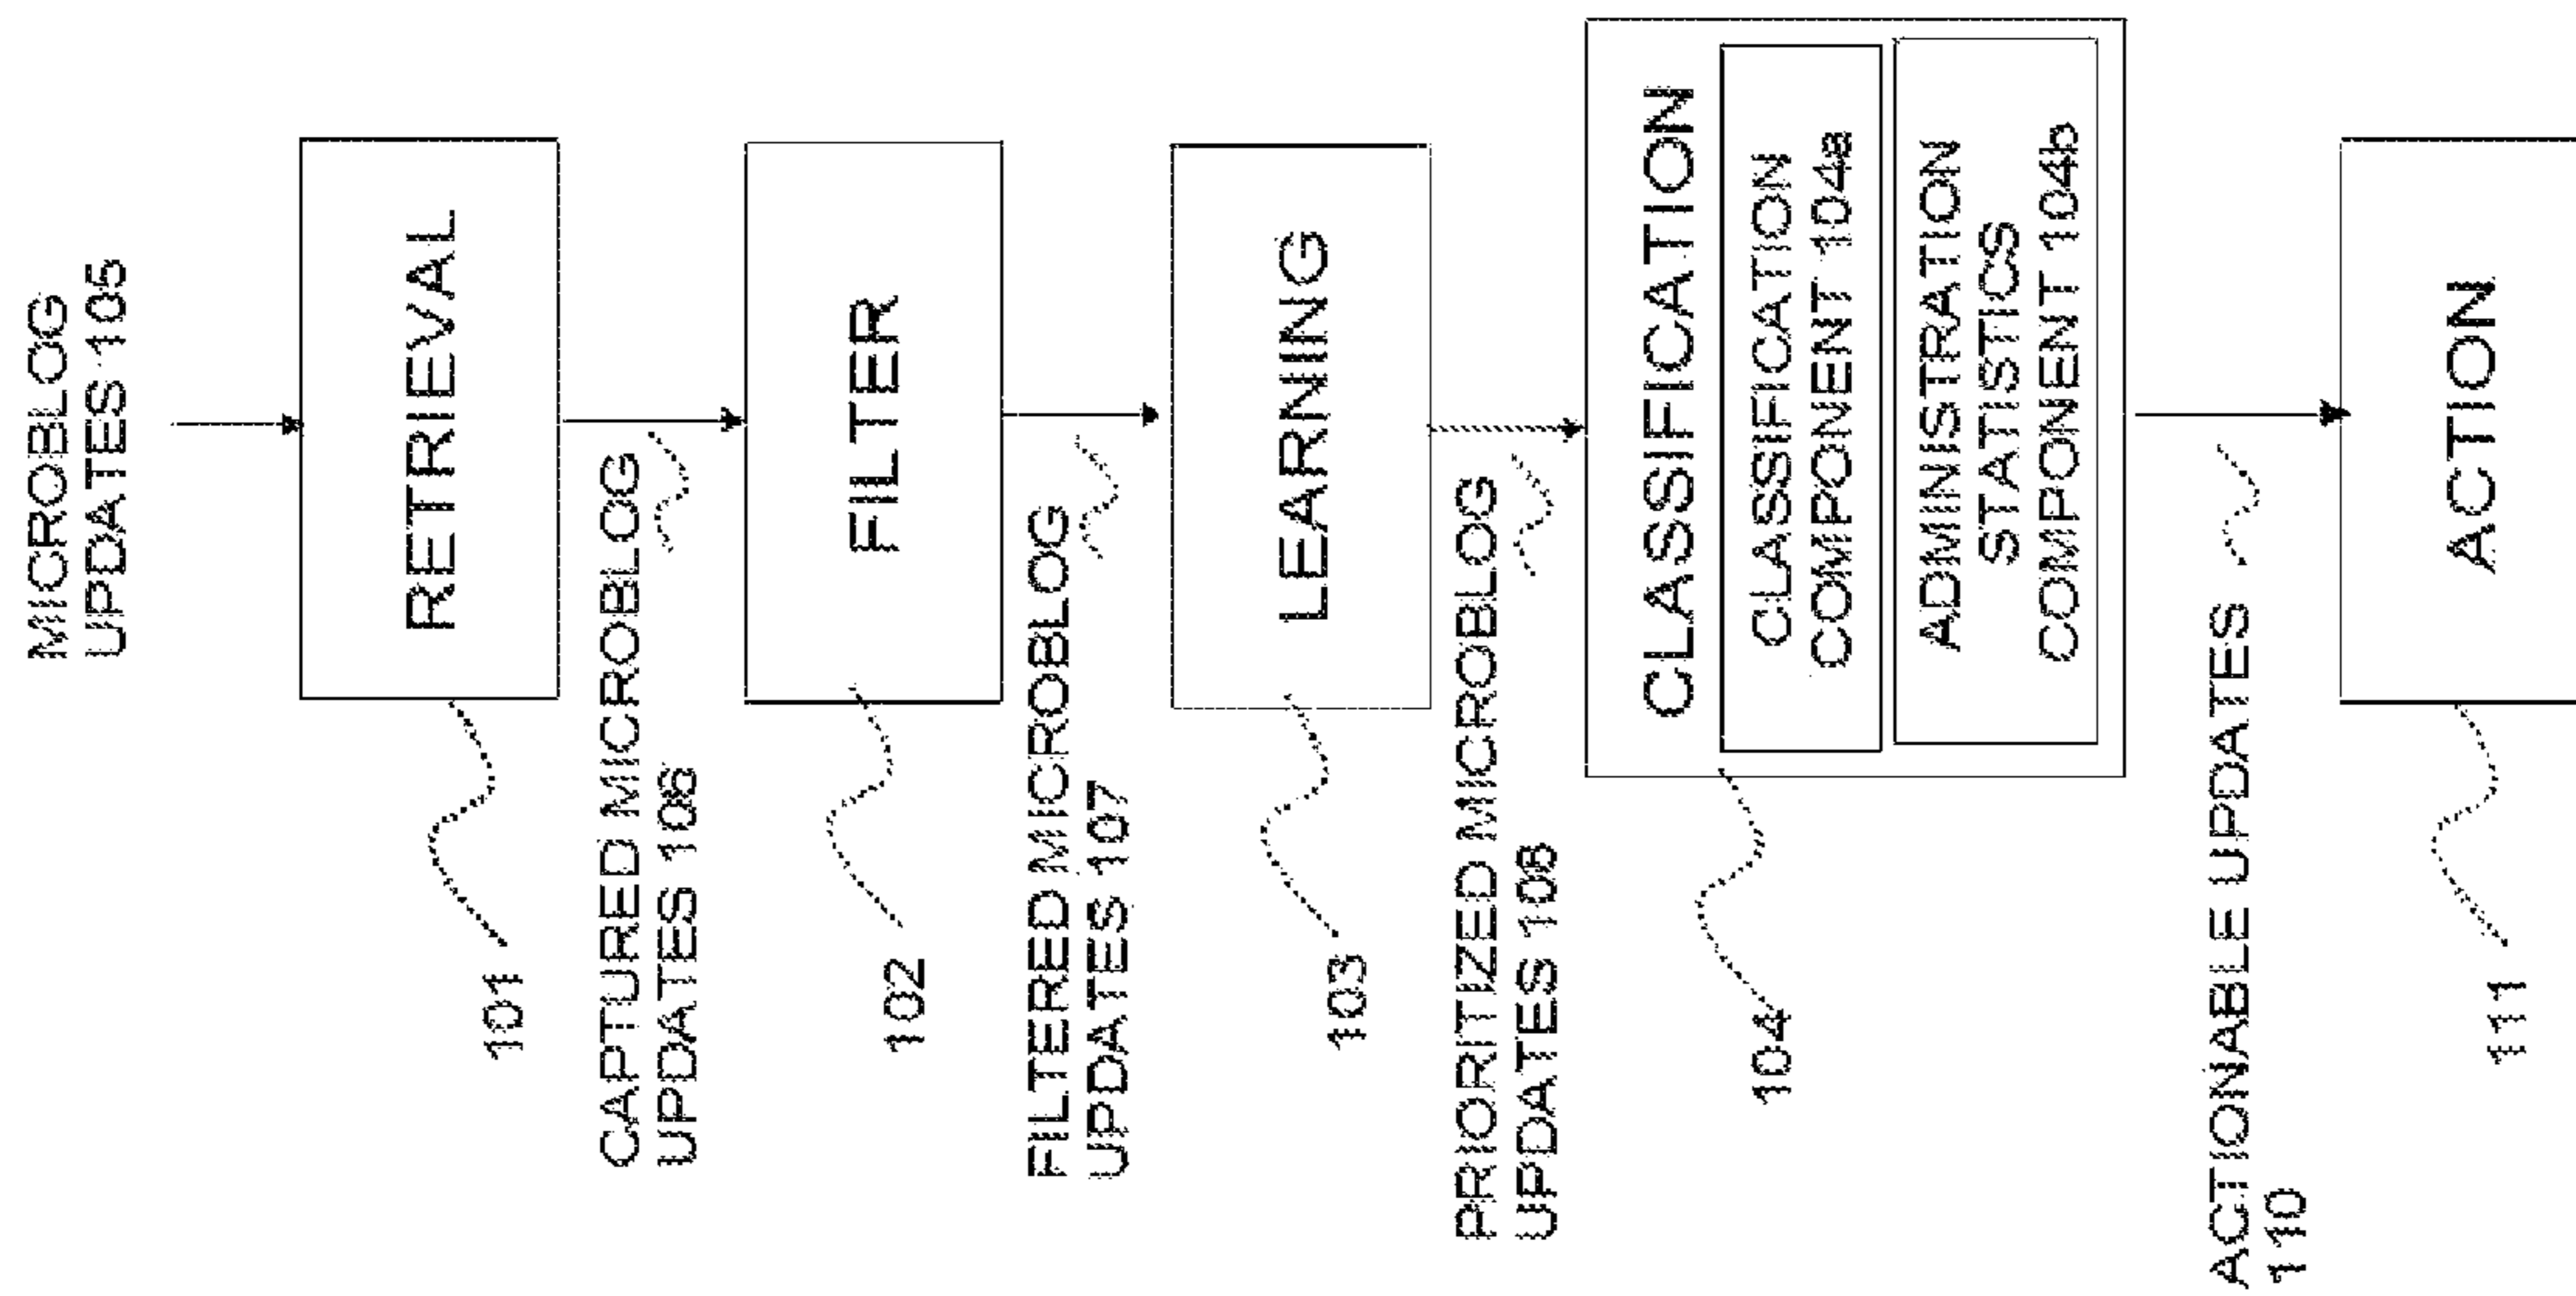 MICROBLOG
UPDATES 105
RETRIEVAL
101
CAPTURED MICROBLOG
UPDATES 106
FILTER
102
FILTERED MICROBLOG
UPDATES 107
LEARNING
103
PRIORITIZED MICROBLOG
UPDATES 108
CLASSIFICATION
CLASSIFICATION
COMPONENT 104a
ADMINISTRATION
STATISTICS
COMPONENT 104b
104
ACTIONABLE UPDATES
110
ACTION
111